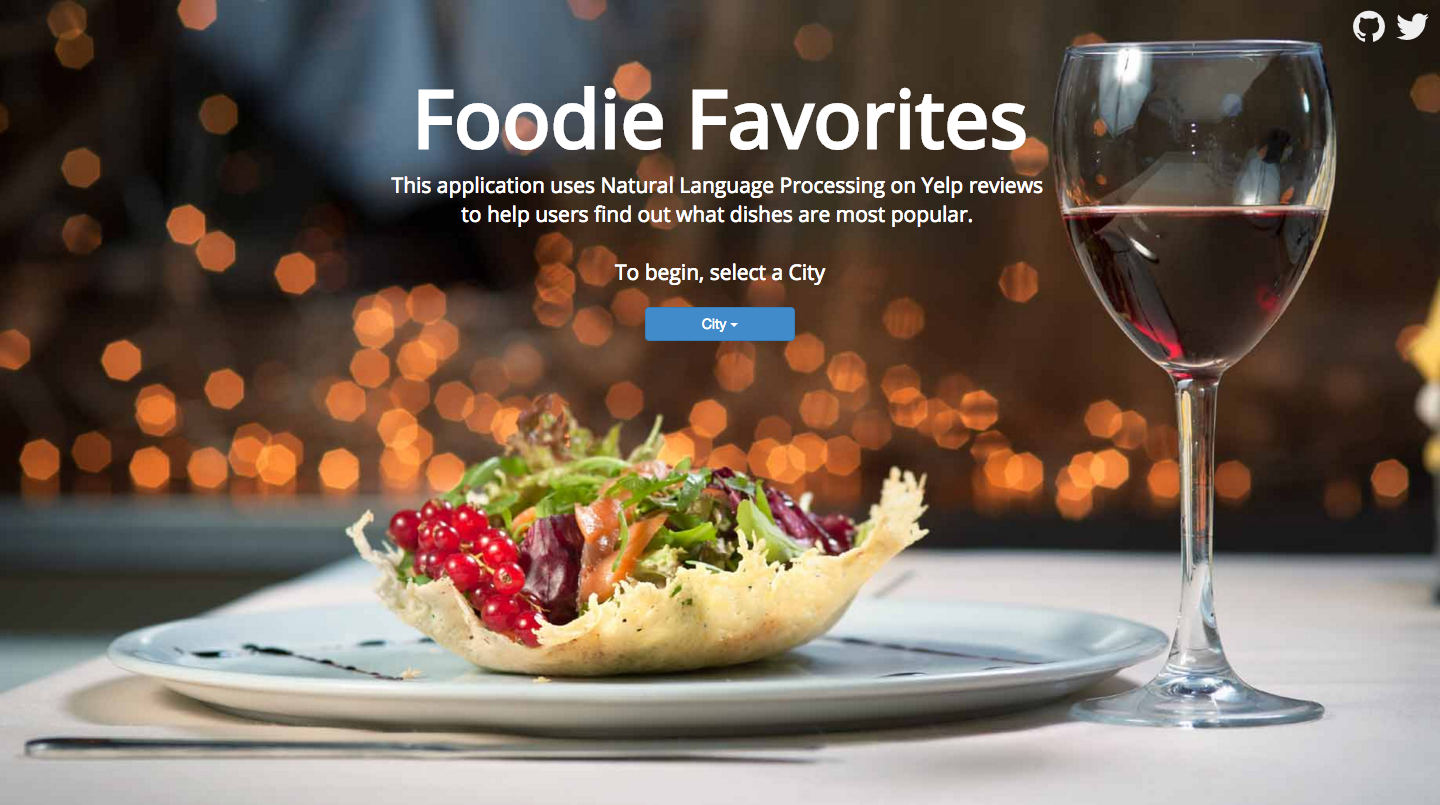 Foodie Favorites
This application uses Natural Language Processing on Yelp reviews
to help users find out what dishes are most popular.
To begin, select a City
City